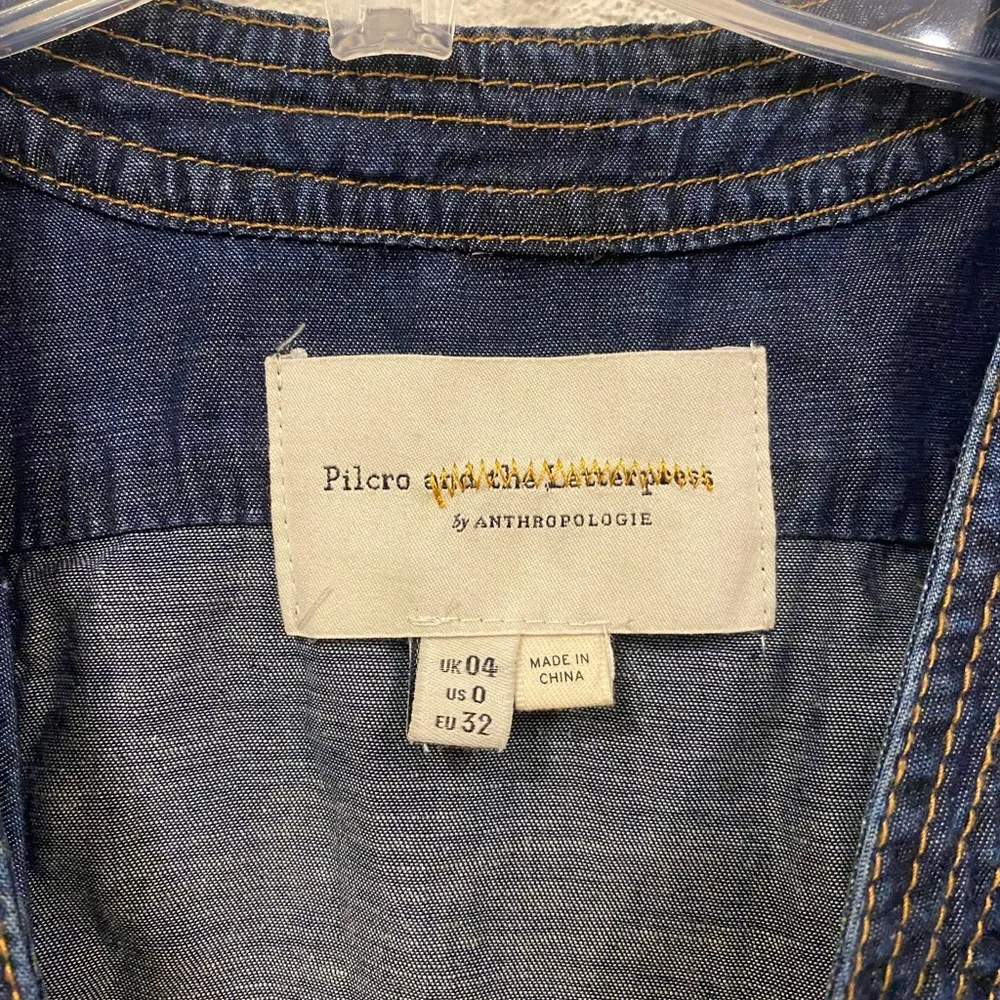 Pilcro and the Letterpress
by ANTHROPOLOGIE
UK 04
US 0
EU 32
MADE IN
CHINA